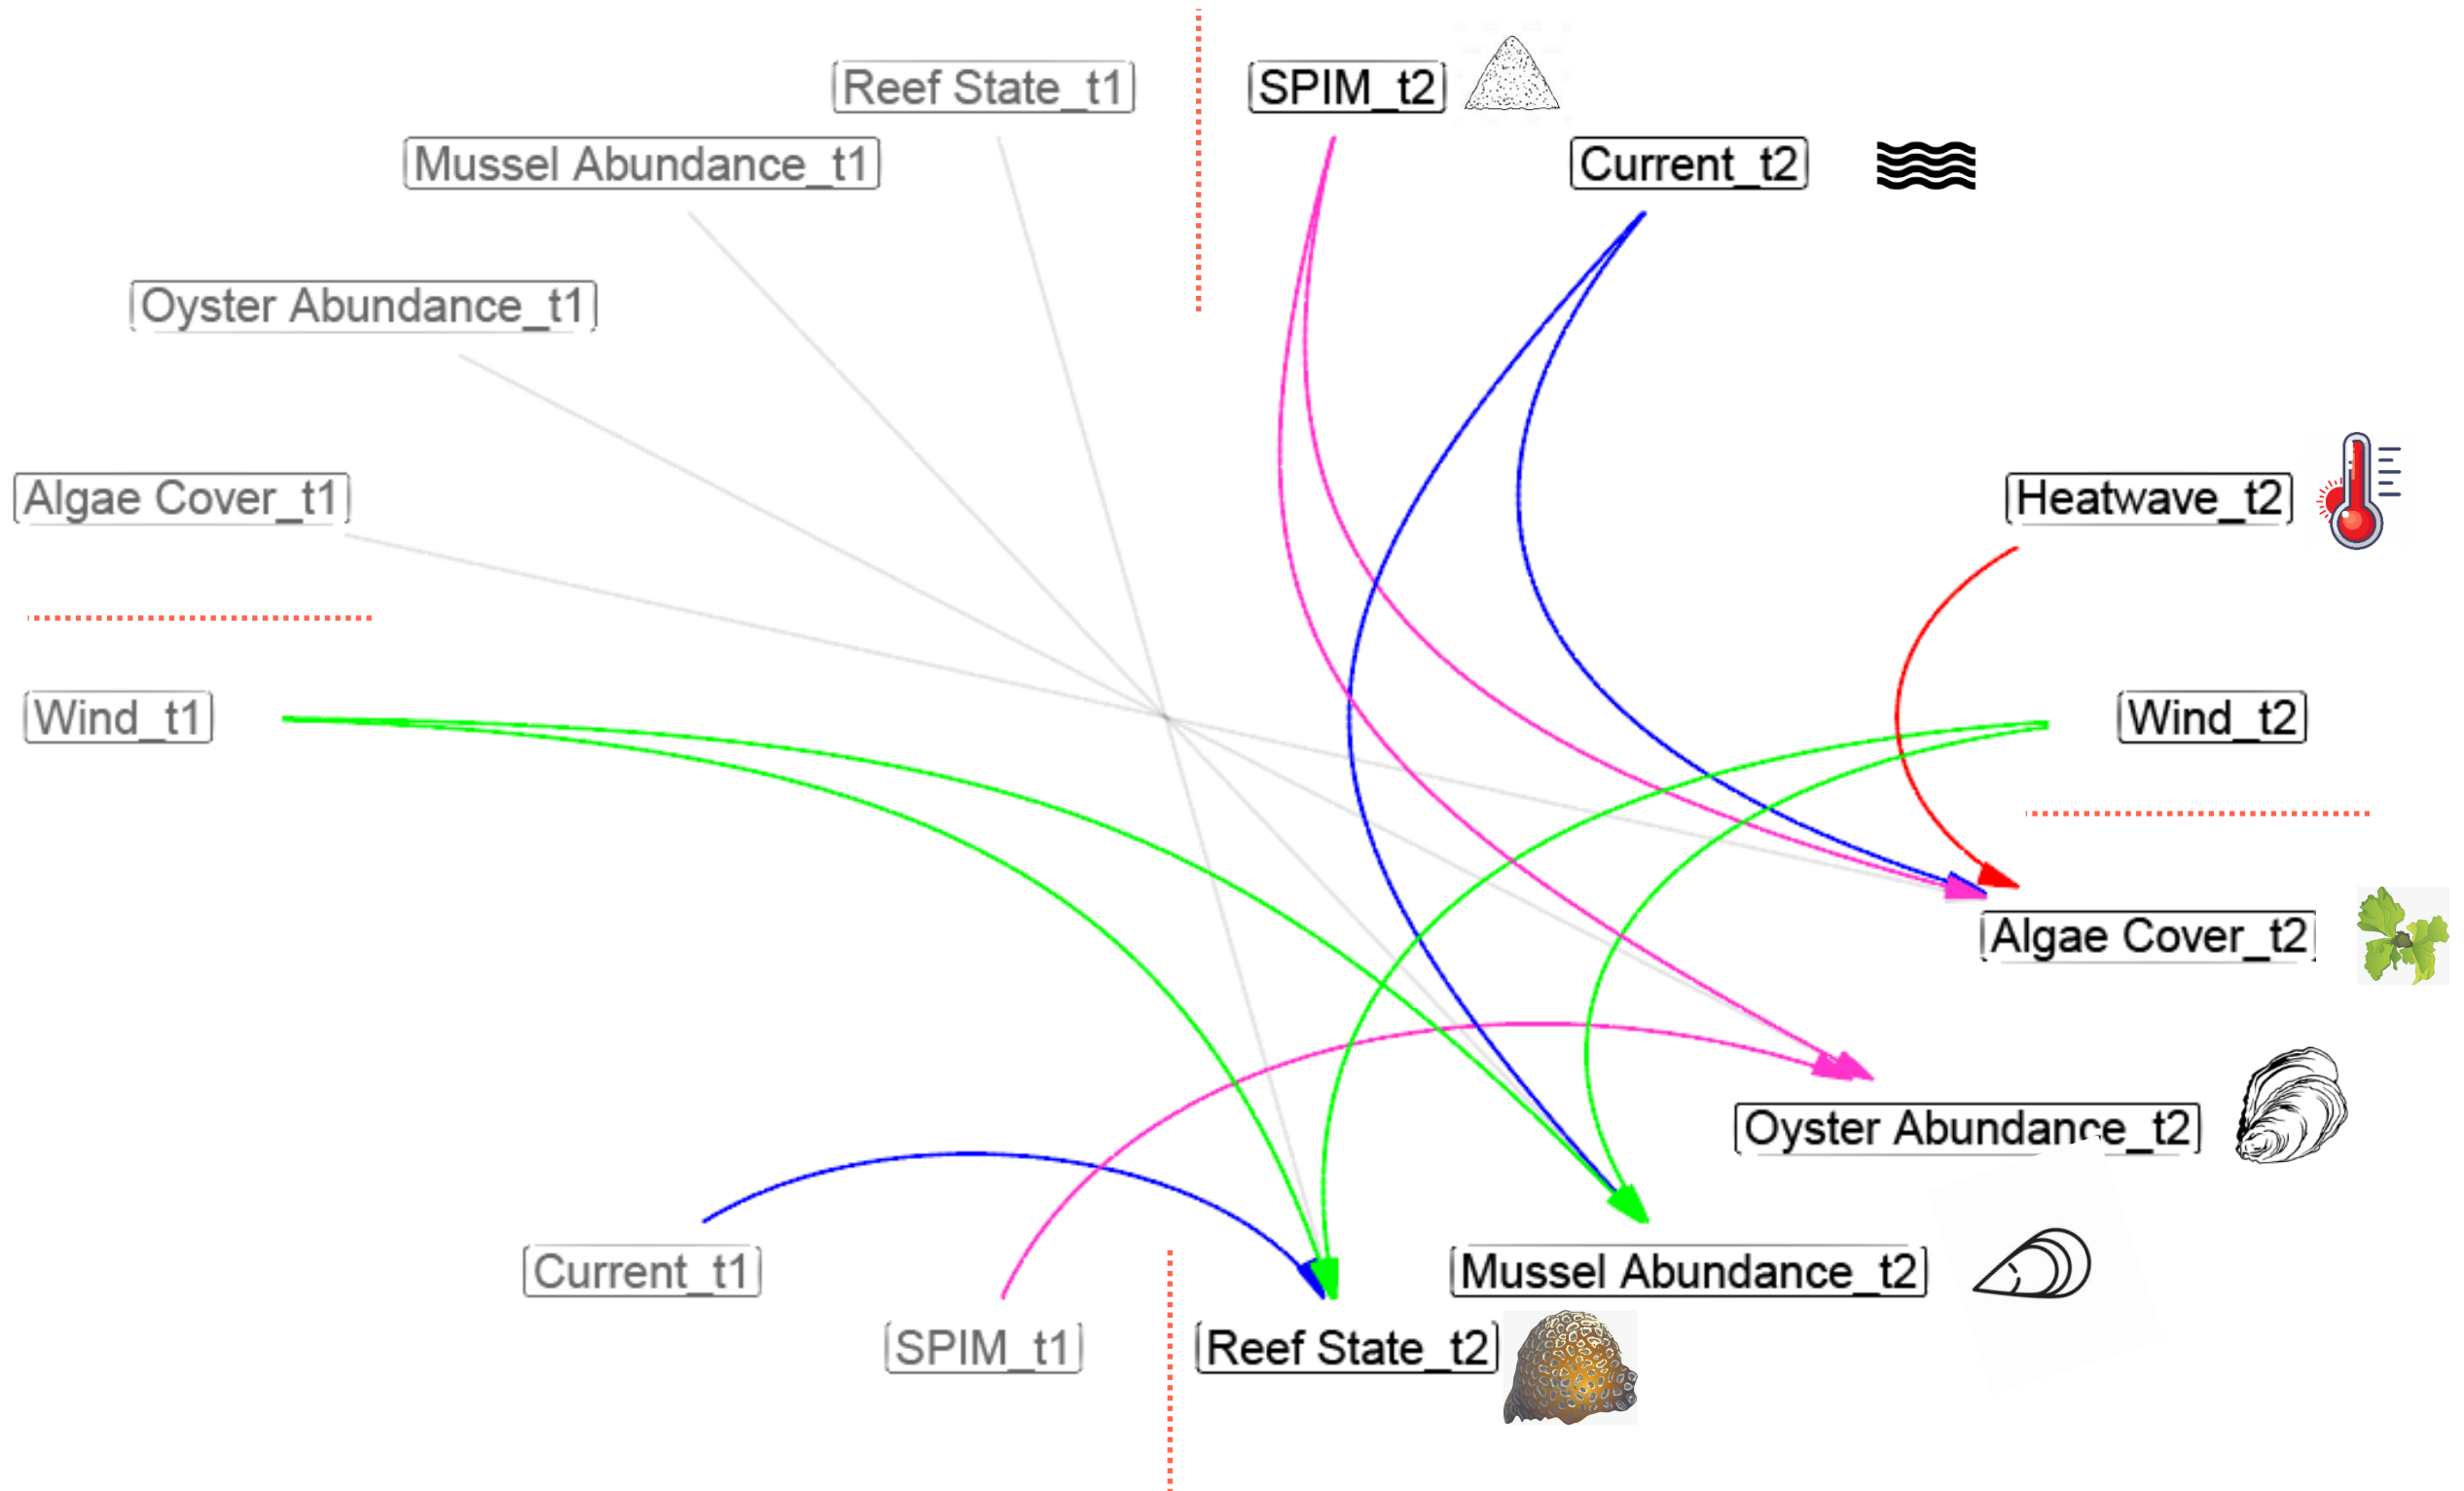 Reef State_t1
SPIM_t2
Mussel Abundance_t1
Current_t2
Oyster Abundance_t1
Algae Cover_t1
Heatwave_t2
Wind_t1
Wind_t2
Algae Cover_t2
Oyster Abundance_t2
Current_t1
Mussel Abundance_t2
SPIM_t1
Reef State_t2